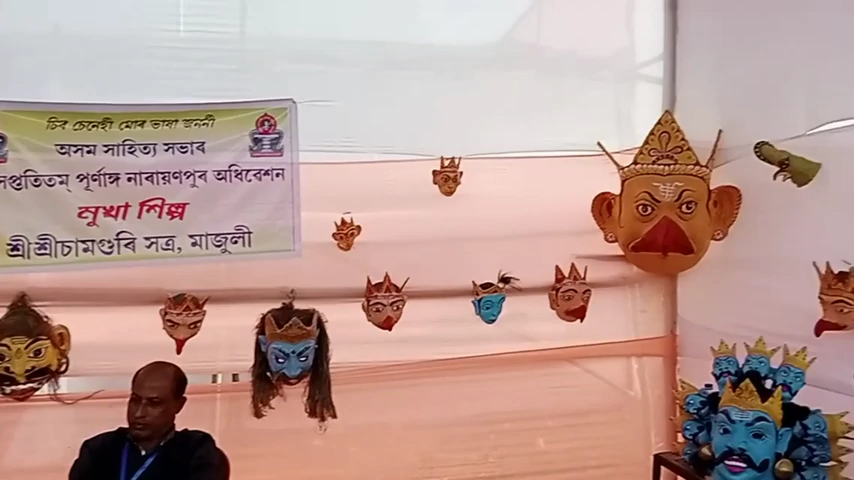 চিৰ চেনেহী মোৰ ভাষা জননী
অসম সাহিত্য সভাৰ
সপ্ততিতম্ পূৰ্ণাঙ্গ নাৰায়ণপুৰ অধিৱেশন
মুখা শিল্প
শ্ৰী শ্ৰী চামগুৰি সত্ৰ, মাজুলী